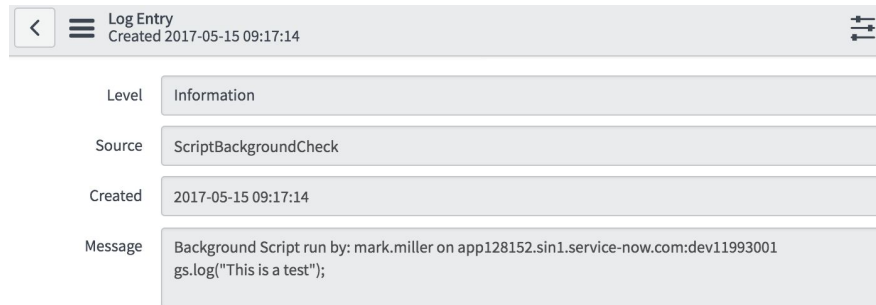 Log Entry
Created 2017-05-15 09:17:14
Level
Information
Source
ScriptBackgroundCheck
Created
2017-05-15 09:17:14
Message
Background Script run by: mark.miller on app128152.sin1.service-now.com:dev11993001
gs.log("This is a test");